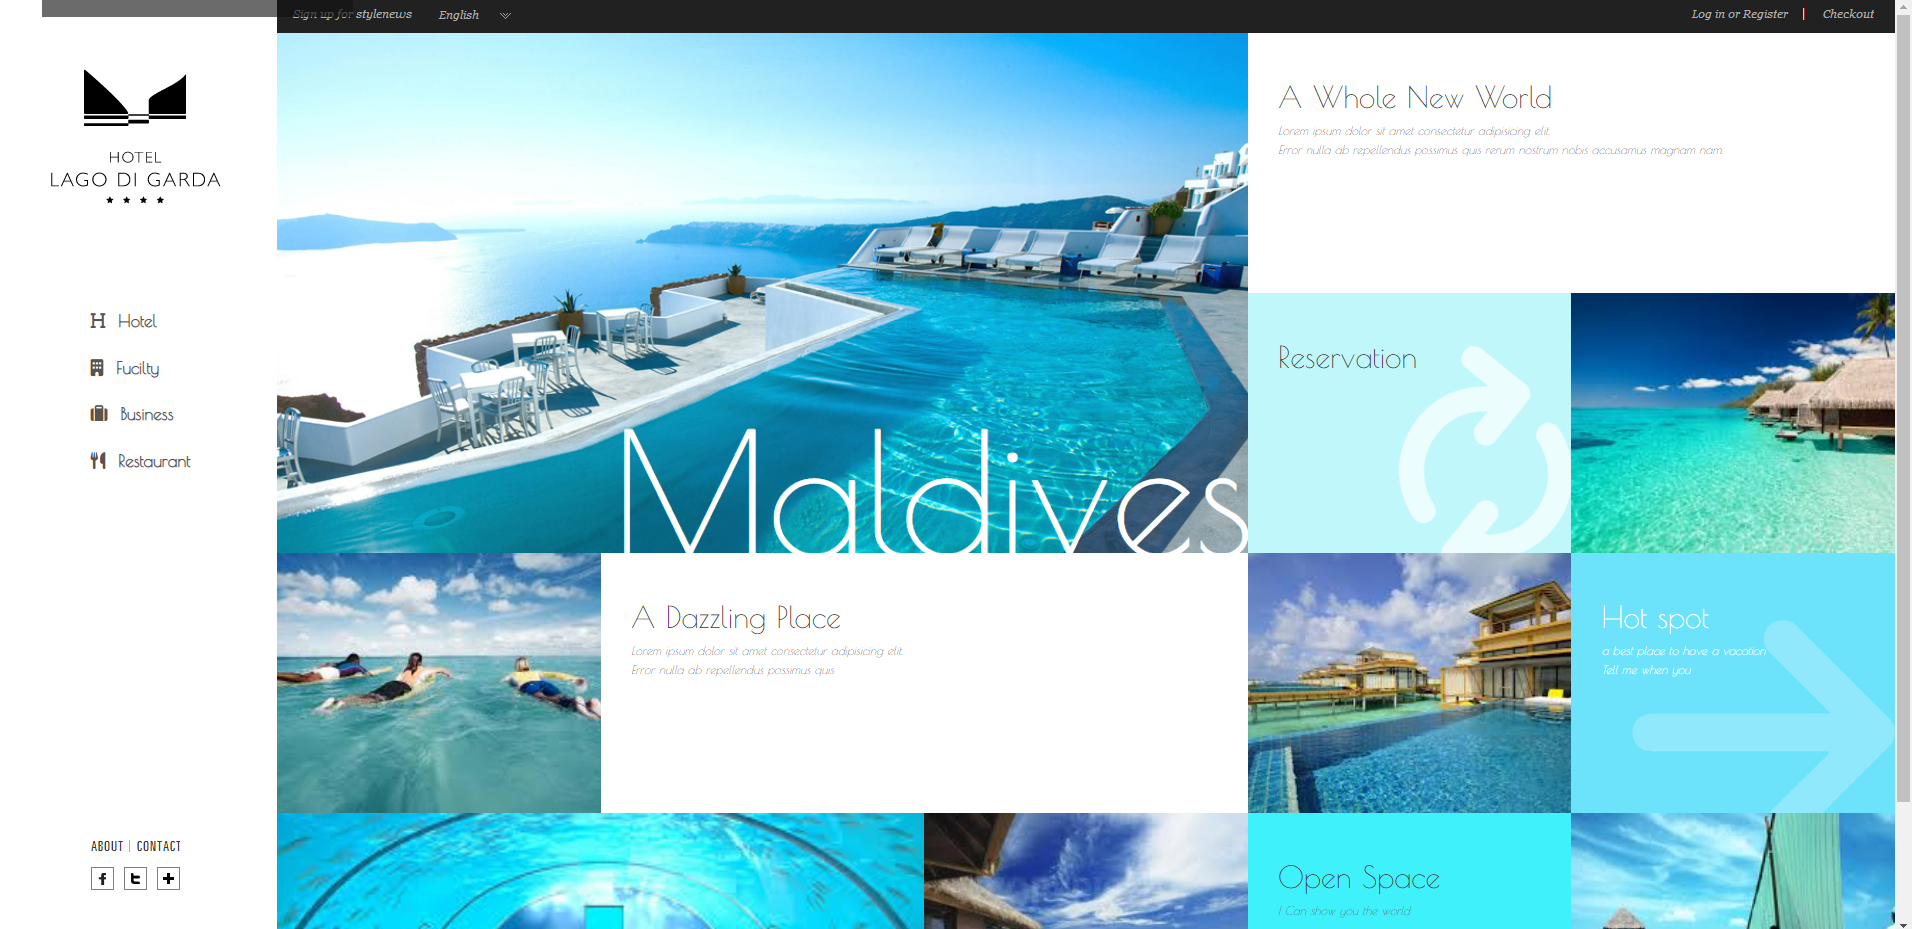 Sign up for stylenews
English
Log in or Register
Checkout
HOTEL
LAGO DI GARDA
H Hotel
Fucilty
Business
Restaurant
ABOUT | CONTACT
Maldives
A Whole New World
Lorem ipsum dolor sit amet consectetur adipisicing elit.
Error nulla ab repellendus possimus quis rerum nostrum nobis accusamus magnam nam.
Reservation
A Dazzling Place
Lorem ipsum dolor sit amet consectetur adipisicing elit.
Error nulla ab repellendus possimus quis
Hot spot
a best place to have a vacation
Tell me when you
Open Space
I Can show you the world